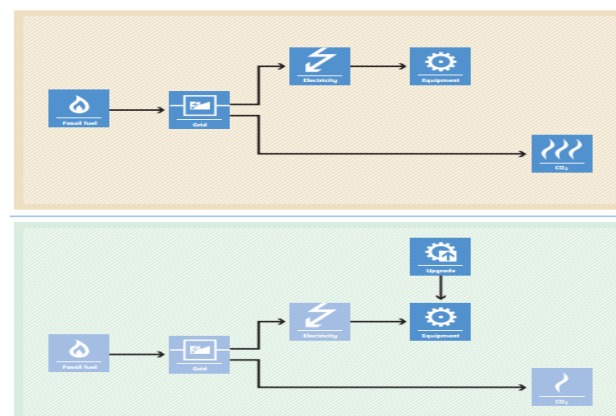 Electricity
Equipment
Fossil fuel
Grid
CO₂
Upgrade
Electricity
Equipment
Fossil fuel
Grid
CO₂